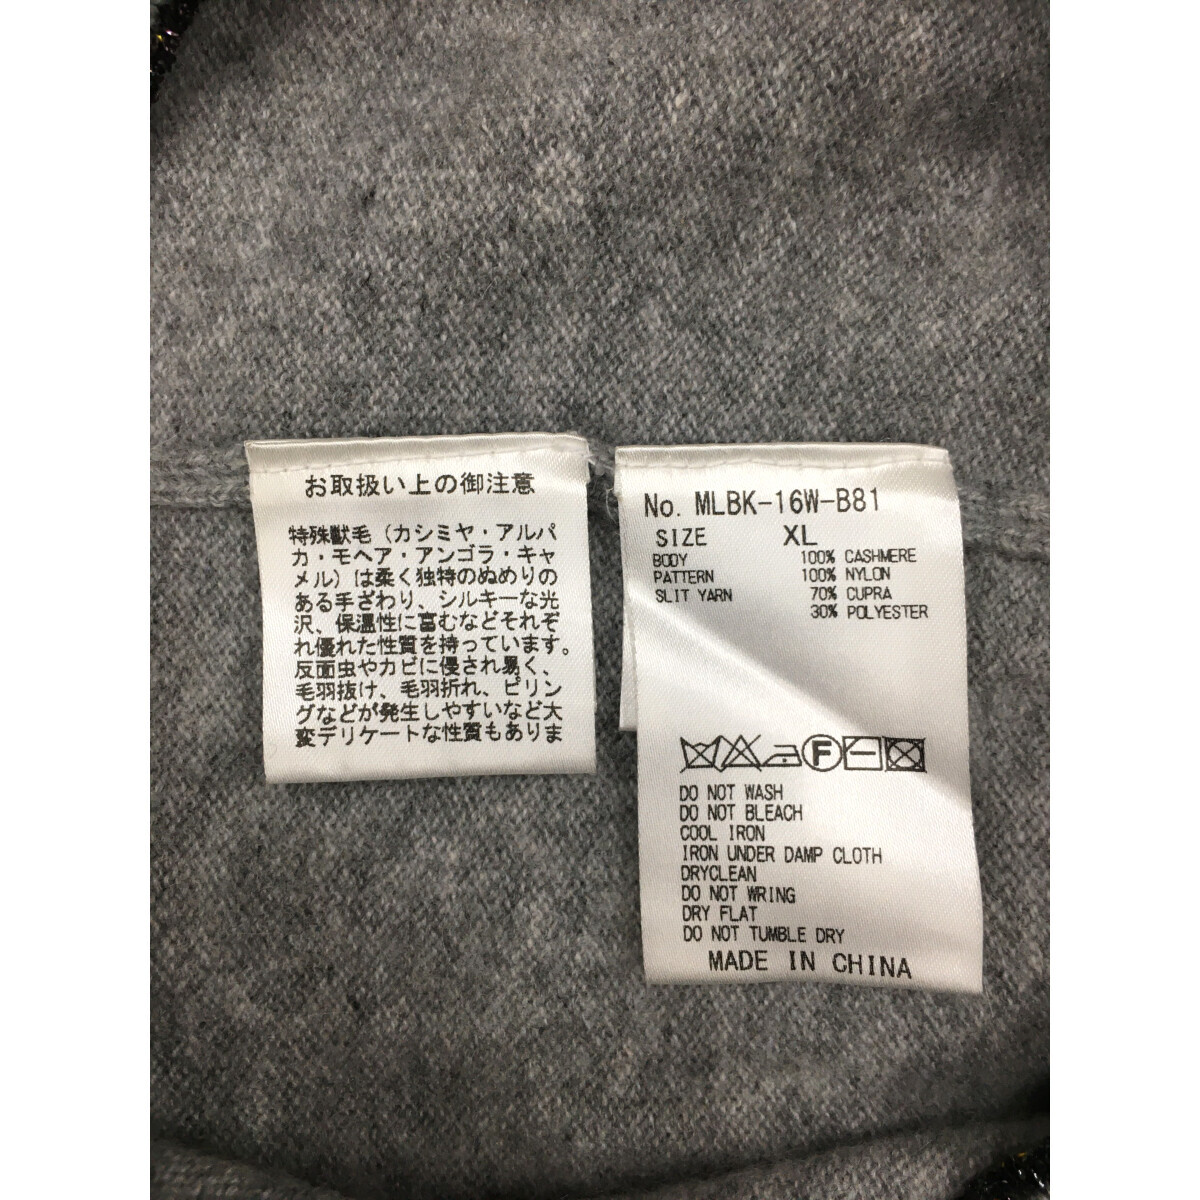 お取扱い上の御注意
特殊獣毛(カシミヤ・アルパ
カ・モヘア・アンゴラ・キャ
メル)は柔く独特のぬめりの
ある手ざわり、シルキーな光
沢、保温性に富むなどそれぞ
れ優れた性質を持っています。
反面虫やカビに侵され易く、
毛羽抜け、毛羽折れ、ピリン
グなどが発生しやすいなど大
変デリケートな性質もありま
No. MLBK-16W-B81
SIZE XL
BODY 100% CASHMERE
PATTERN 100% NYLON
SLIT YARN 70% CUPRA
30% POLYESTER
F
DO NOT WASH
DO NOT BLEACH
COOL IRON
IRON UNDER DAMP CLOTH
DRYCLEAN
DO NOT WRING
DRY FLAT
DO NOT TUMBLE DRY
MADE IN CHINA